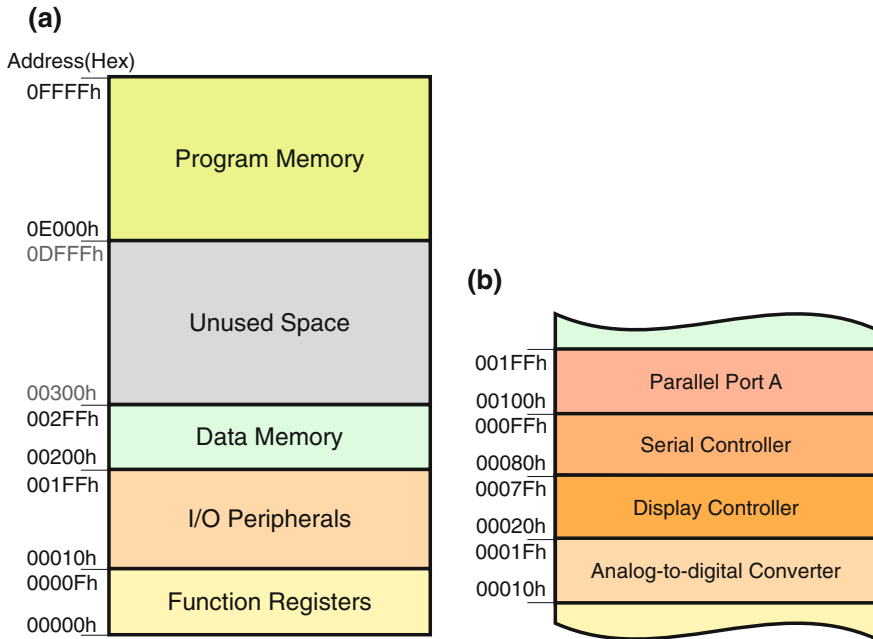 (a)
Address(Hex)
0FFFFh
Program Memory
0E000h
0DFFFh
Unused Space
00300h
002FFh
Data Memory
00200h
001FFh
I/O Peripherals
00010h
0000Fh
Function Registers
00000h
(b)
001FFh
Parallel Port A
00100h
000FFh
Serial Controller
00080h
0007Fh
Display Controller
00020h
0001Fh
Analog-to-digital Converter
00010h